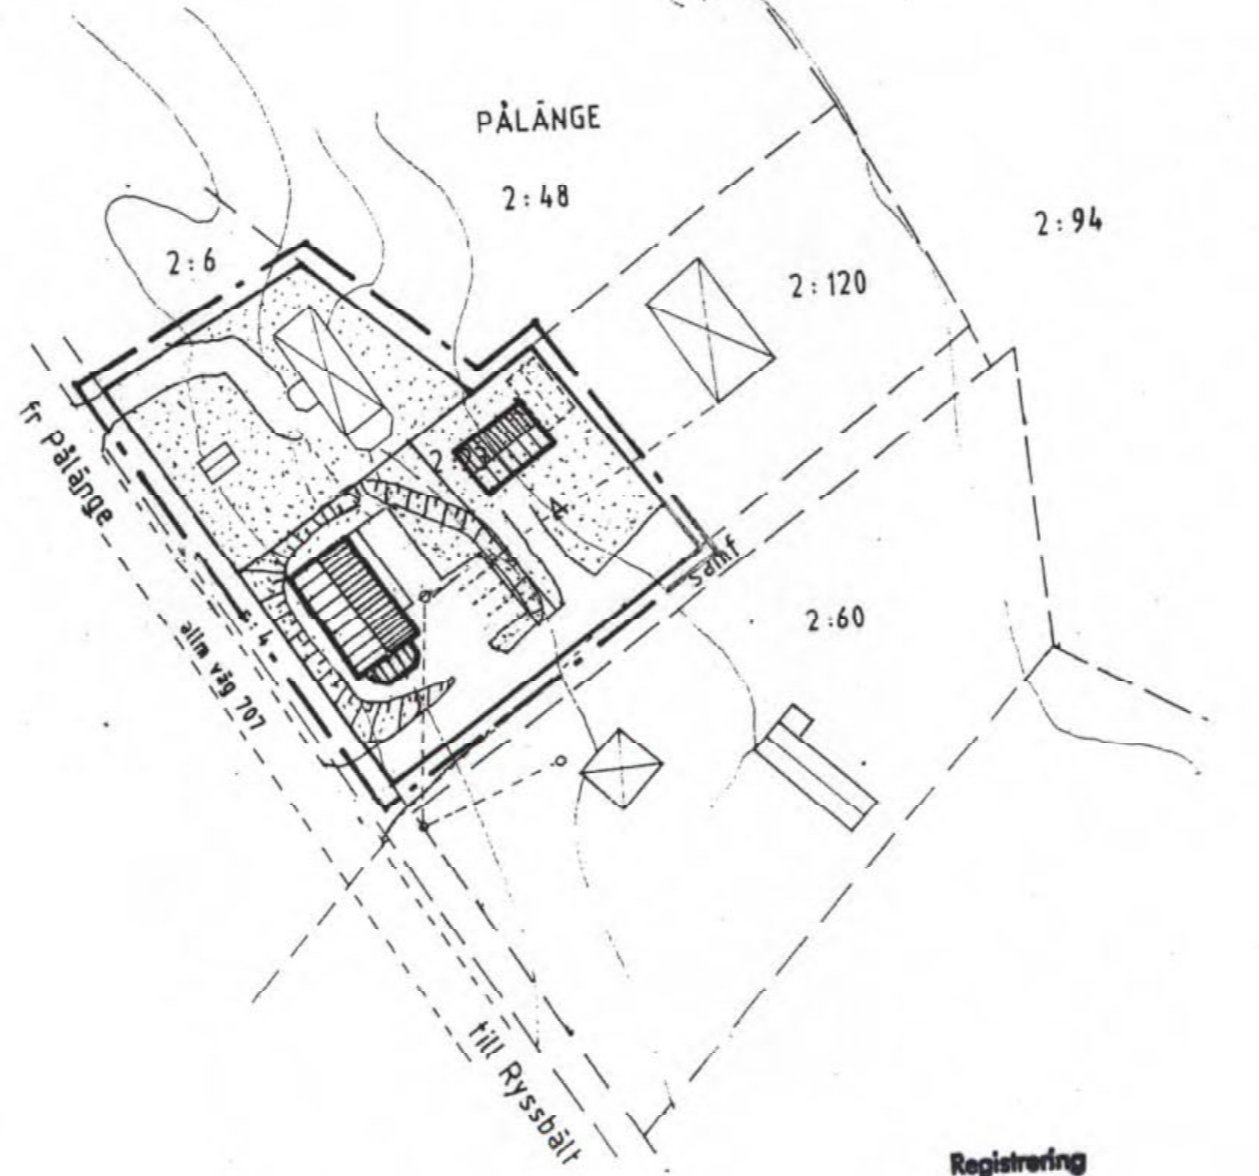 PÅLÄNGE
2:48
2:94
2:6
2:120
fr Pålänge
2
4
samf
2:60
:4
allm väg 707
till Ryssbält
Registrering